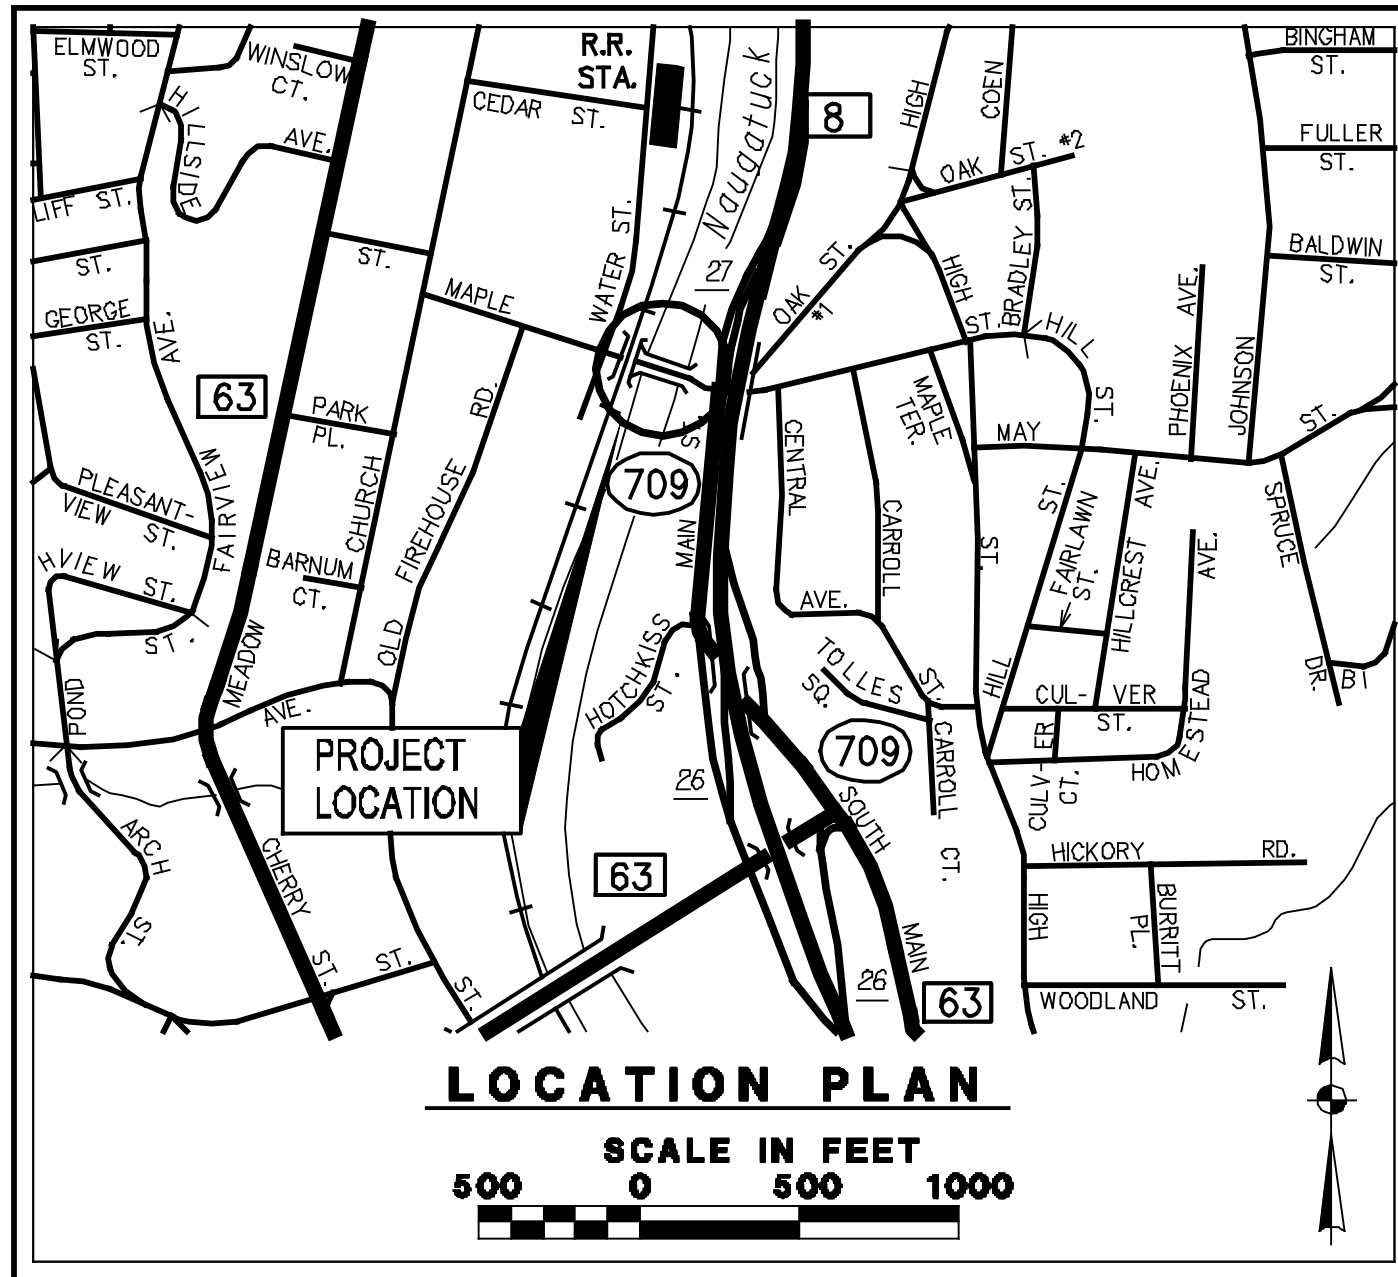 ELMWOOD
ST.
WINSLOW
CT.
R.R.
STA.
Naugatuck
8
HIGH
COEN
BINGHAM
ST.
HILLSIDE
AVE.
CEDAR ST.
OAK ST. #2
FULLER
ST.
LIFF ST.
ST.
ST.
WATER ST.
27
OAK ST.
#1
HIGH
ST.
BRADLEY ST.
BALDWIN
ST.
GEORGE
ST.
AVE.
MAPLE
HILL
ST.
PHOENIX AVE.
JOHNSON
63
PARK
PL.
RD.
S
MAPLE
TER.
MAY
ST.
PLEASANT-
VIEW ST.
FAIRVIEW
CHURCH
FIREHOUSE
709
MAIN
CENTRAL
CARROLL
ST.
ST.
FAIRLAWN
ST.
AVE.
HILLCREST
AVE.
SPRUCE
HVIEW ST.
BARNUM
CT.
AVE.
ST.
MEADOW
OLD
HOTCHKISS
ST.
TOLLES
SQ.
ST.
HILL
CUL- VER
ST.
DR.
BI
POND
AVE.
PROJECT
LOCATION
26
709
CARROLL
CT.
CULV- ER
CT.
HOMESTEAD
ARCH
ST.
CHERRY
ST.
63
SOUTH
HICKORY RD.
ST.
ST.
26
MAIN
63
HIGH
BURRITT
PL.
WOODLAND ST.
LOCATION PLAN
SCALE IN FEET
500 0 500 1000